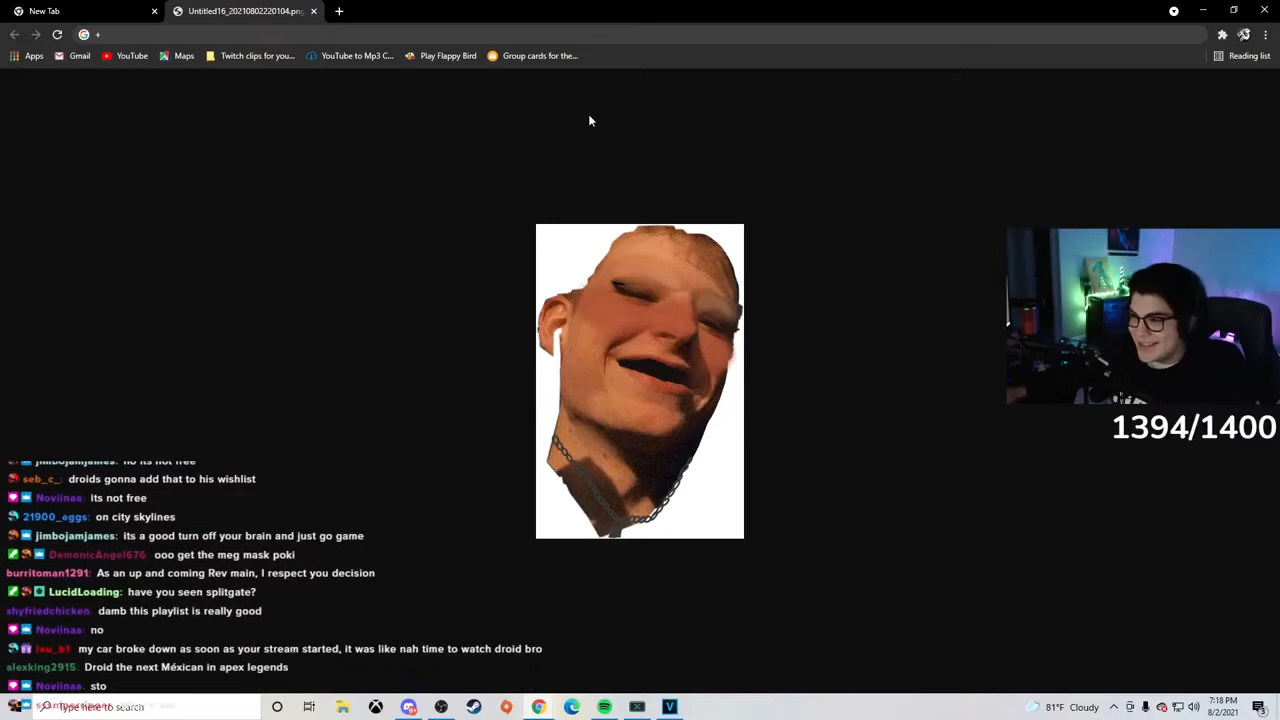 New Tab
Untitled16_20210802220104.png
Apps Gmail YouTube Maps Twitch clips for you... YouTube to Mp3 C... Play Flappy Bird Group cards for the... Reading list
1394/1400
jimbojamjames: no its not free
seb_c_: droids gonna add that to his wishlist
Noviinaa: its not free
21900_eggs: on city skylines
jimbojamjames: its a good turn off your brain and just go game
DemonicAngel676 ooo get the meg mask poki
burritoman1291: As an up and coming Rev main, I respect you decision
LucidLoading: have you seen splitgate?
shyfriedchicken: damb this playlist is really good
Noviinaa: no
my car broke down as soon as your stream started, it was like nah time to watch droid bro
alexking2915: Droid the next Méxican in apex legends
Noviinaa. sto
Type here to search
81°F Cloudy
7:18 PM
8/2/2021